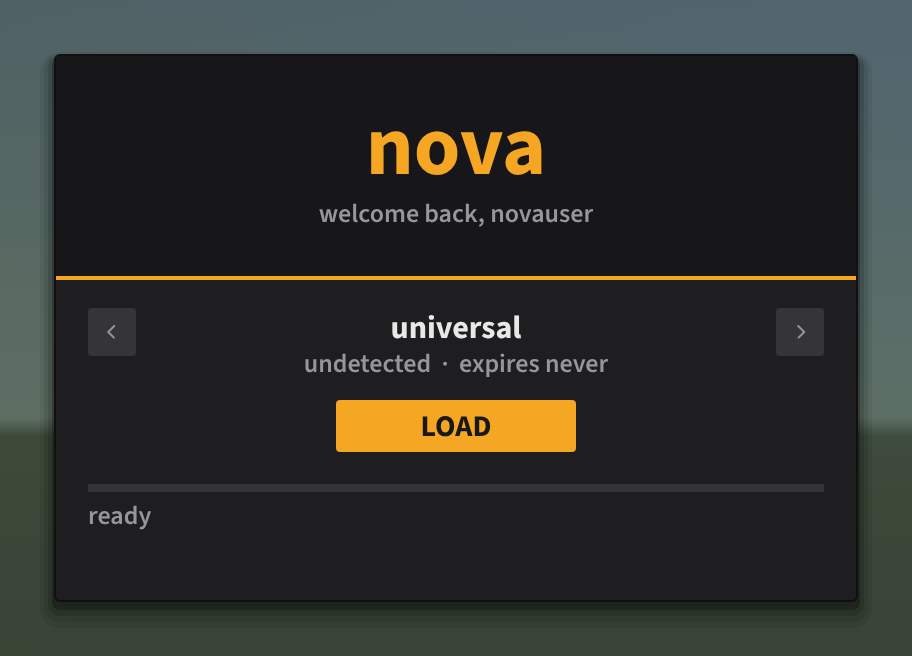 nova
welcome back, novauser
universal
undetected · expires never
LOAD
ready